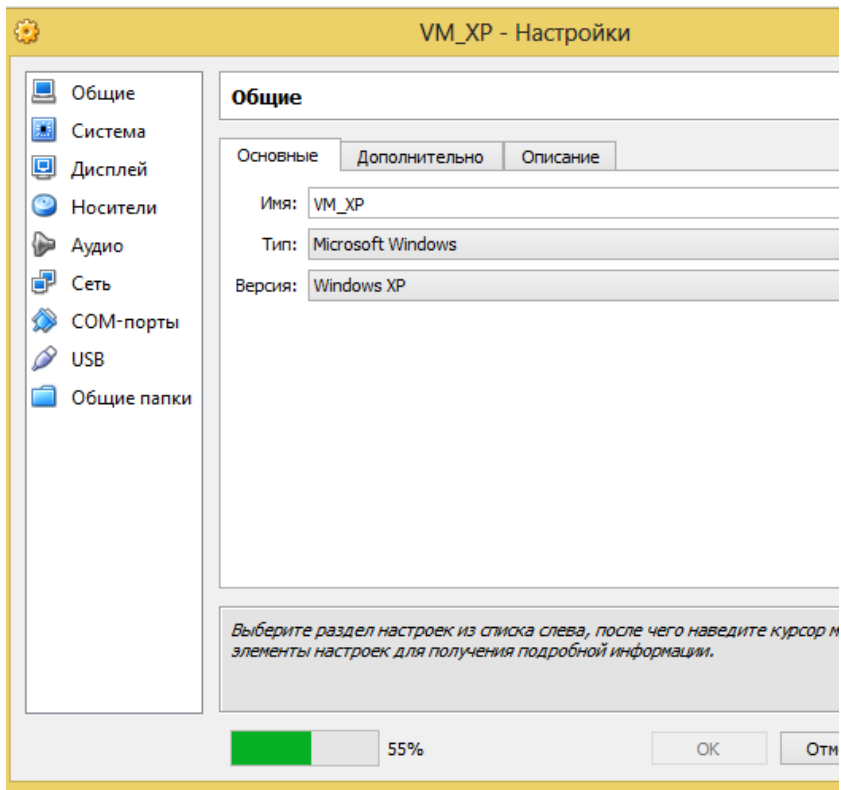 VM_XP - Настройки
Общие
Система
Дисплей
Носители
Аудио
Сеть
COM-порты
USB
Общие папки
Общие
Основные Дополнительно Описание
Имя: VM_XP
Тип: Microsoft Windows
Версия: Windows XP
Выберите раздел настроек из списка слева, после чего наведите курсор м
элементы настроек для получения подробной информации.
55% OK Отм